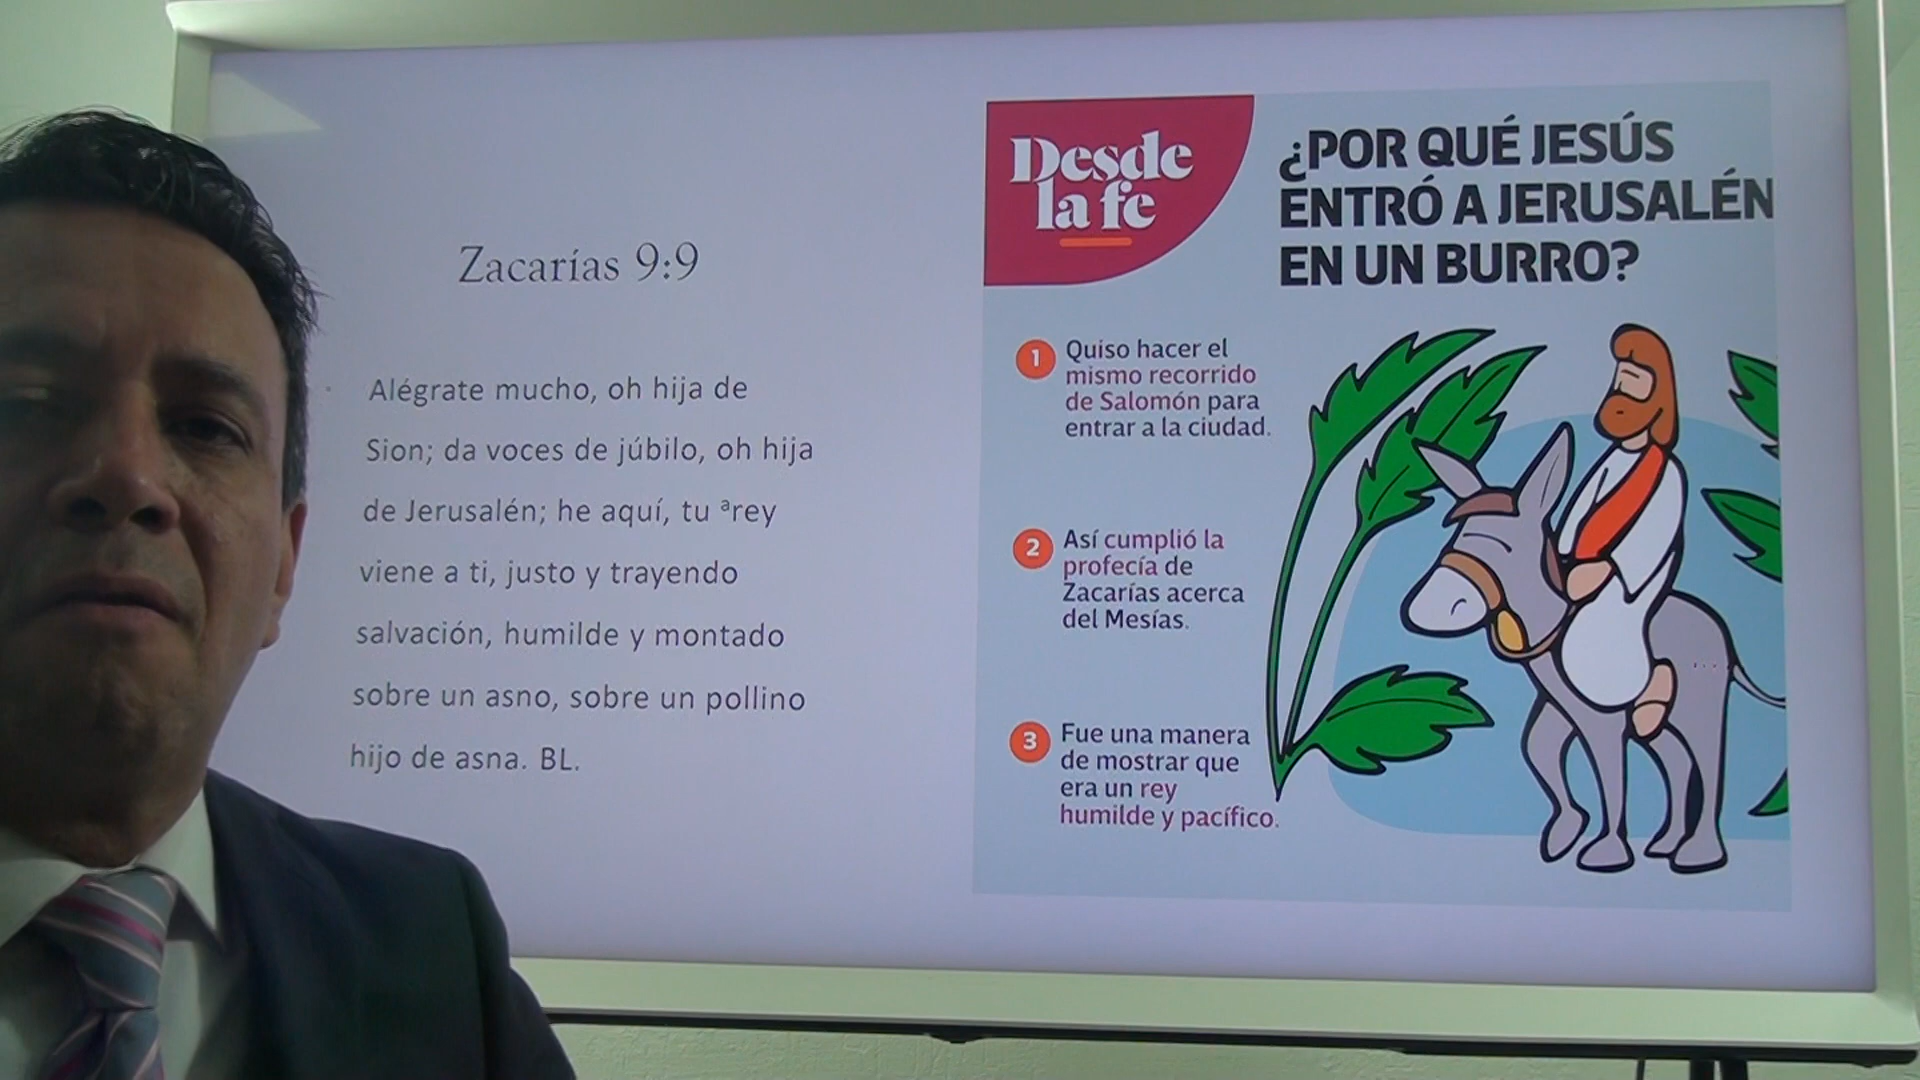 Zacarías 9:9
Alégrate mucho, oh hija de
Sion; da voces de júbilo, oh hija
de Jerusalén; he aquí, tu ªrey
viene a ti, justo y trayendo
salvación, humilde y montado
sobre un asno, sobre un pollino
hijo de asna. BL.
Desde
la fe
¿POR QUÉ JESÚS
ENTRÓ A JERUSALÉN
EN UN BURRO?
1 Quiso hacer el
mismo recorrido
de Salomón para
entrar a la ciudad.
2 Así cumplió la
profecía de
Zacarías acerca
del Mesías.
3 Fue una manera
de mostrar que
era un rey
humilde y pacífico.